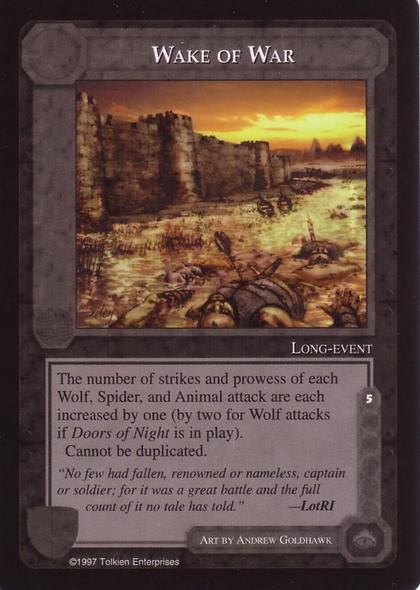 Wake of War
Long-event
The number of strikes and prowess of each
Wolf, Spider, and Animal attack are each
increased by one (by two for Wolf attacks
if Doors of Night is in play).
Cannot be duplicated.
5
"No few had fallen, renowned or nameless, captain
or soldier; for it was a great battle and the full
count of it no tale has told." —LotRI
Art by Andrew Goldhawk
©1997 Tolkien Enterprises